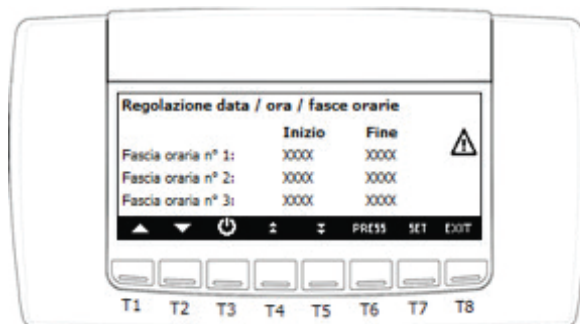 Regolazione data / ora / fasce orarie
Inizio Fine
Fascia oraria n° 1: XXXX XXXX
Fascia oraria n° 2: XXXX XXXX
Fascia oraria n° 3: XXXX XXXX
PRESS SET EXIT
T1 T2 T3 T4 T5 T6 T7 T8